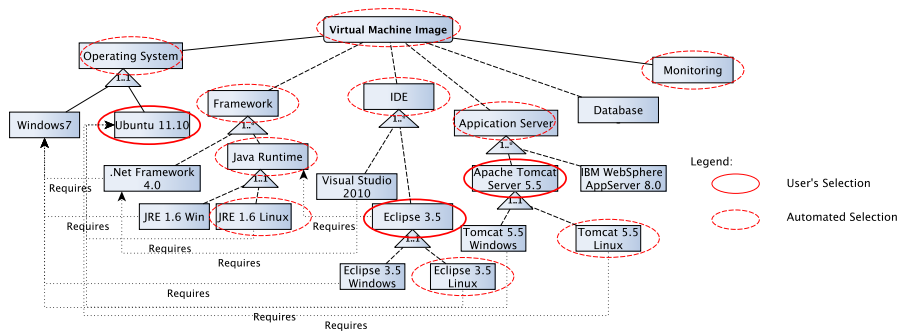 Virtual Machine Image
Operating System
1..1
Monitoring
Framework
1..*
IDE
1..*
Database
Windows7
Ubuntu 11.10
Appication Server
1..*
Java Runtime
1..1
Legend:
.Net Framework
4.0
Visual Studio
2010
Apache Tomcat
Server 5.5
1..1
IBM WebSphere
AppServer 8.0
User's Selection
Requires
JRE 1.6 Win
JRE 1.6 Linux
Eclipse 3.5
1..1
Automated Selection
Requires
Requires
Tomcat 5.5
Windows
Tomcat 5.5
Linux
Requires
Requires
Eclipse 3.5
Windows
Eclipse 3.5
Linux
Requires
Requires
Requires